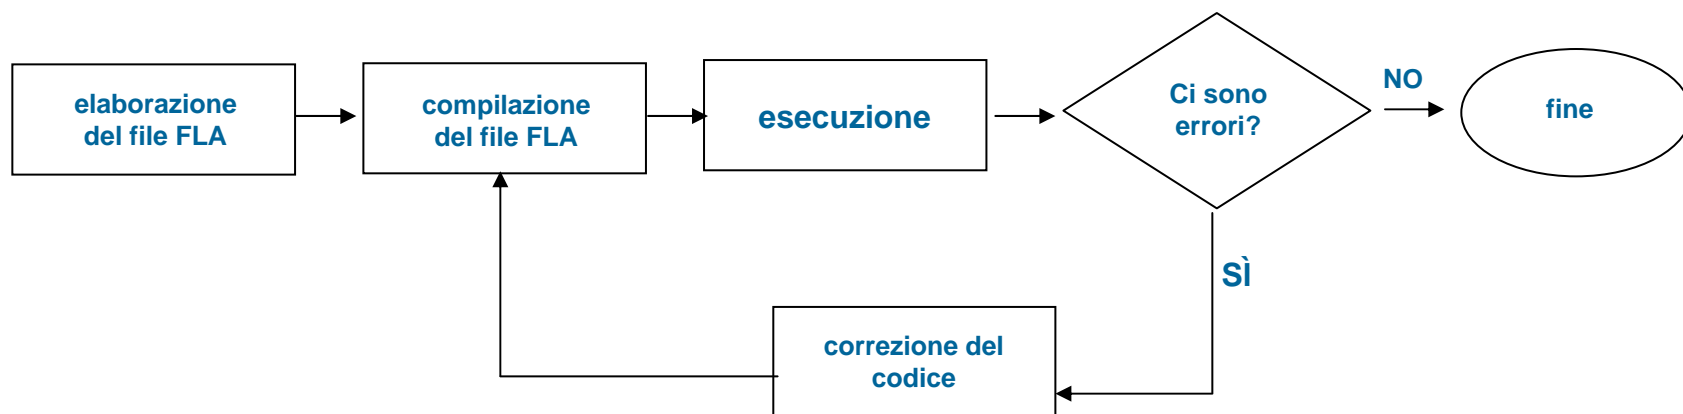 elaborazione
del file FLA
compilazione
del file FLA
esecuzione
Ci sono
errori?
NO
fine
SÌ
correzione del
codice